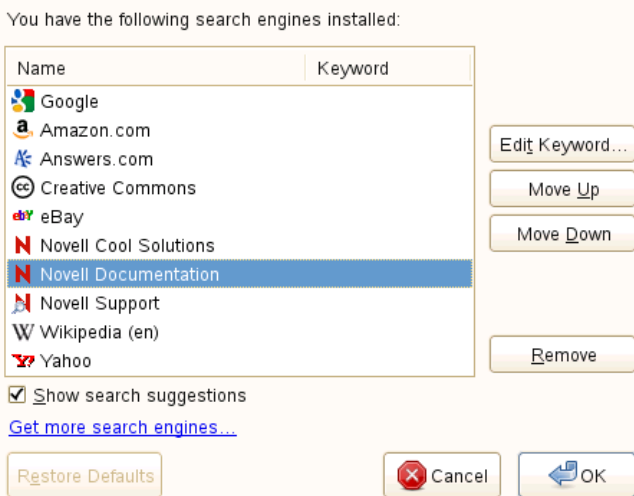 You have the following search engines installed:
Name Keyword
Google
Amazon.com
Answers.com
Creative Commons
eBay
Novell Cool Solutions
Novell Documentation
Novell Support
Wikipedia (en)
Yahoo
Edit Keyword...
Move Up
Move Down
Remove
Show search suggestions
Get more search engines...
Restore Defaults
Cancel
OK